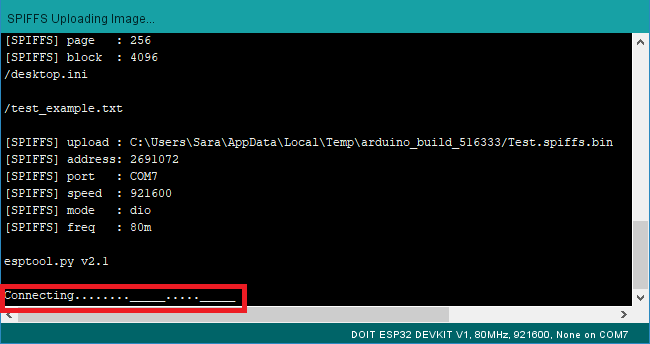 SPIFFS Uploading Image...
[SPIFFS] page   : 256
[SPIFFS] block  : 4096
/desktop.ini
/test_example.txt
[SPIFFS] upload : C:\Users\Sara\AppData\Local\Temp\arduino_build_516333/Test.spiffs.bin
[SPIFFS] address: 2691072
[SPIFFS] port   : COM7
[SPIFFS] speed  : 921600
[SPIFFS] mode   : dio
[SPIFFS] freq   : 80m
esptool.py v2.1
Connecting........_____....._____
DOIT ESP32 DEVKIT V1, 80MHz, 921600, None on COM7